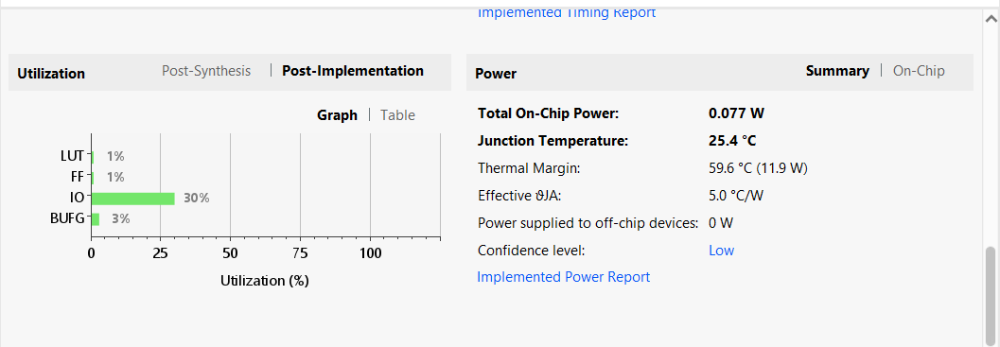 Implemented Timing Report
Utilization Post-Synthesis | Post-Implementation
Graph | Table
LUT 1%
FF 1%
IO 30%
BUFG 3%
0 25 50 75 100
Utilization (%)
Power Summary | On-Chip
Total On-Chip Power: 0.077 W
Junction Temperature: 25.4 °C
Thermal Margin: 59.6 °C (11.9 W)
Effective ϑJA: 5.0 °C/W
Power supplied to off-chip devices: 0 W
Confidence level: Low
Implemented Power Report